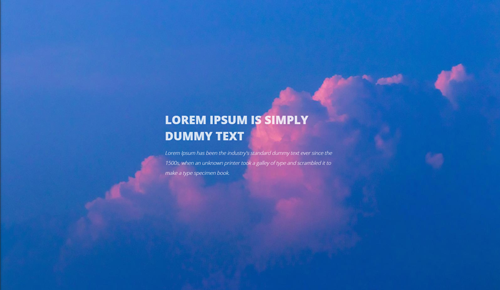 LOREM IPSUM IS SIMPLY
DUMMY TEXT
Lorem Ipsum has been the industry's standard dummy text ever since the
1500s, when an unknown printer took a galley of type and scrambled it to
make a type specimen book.